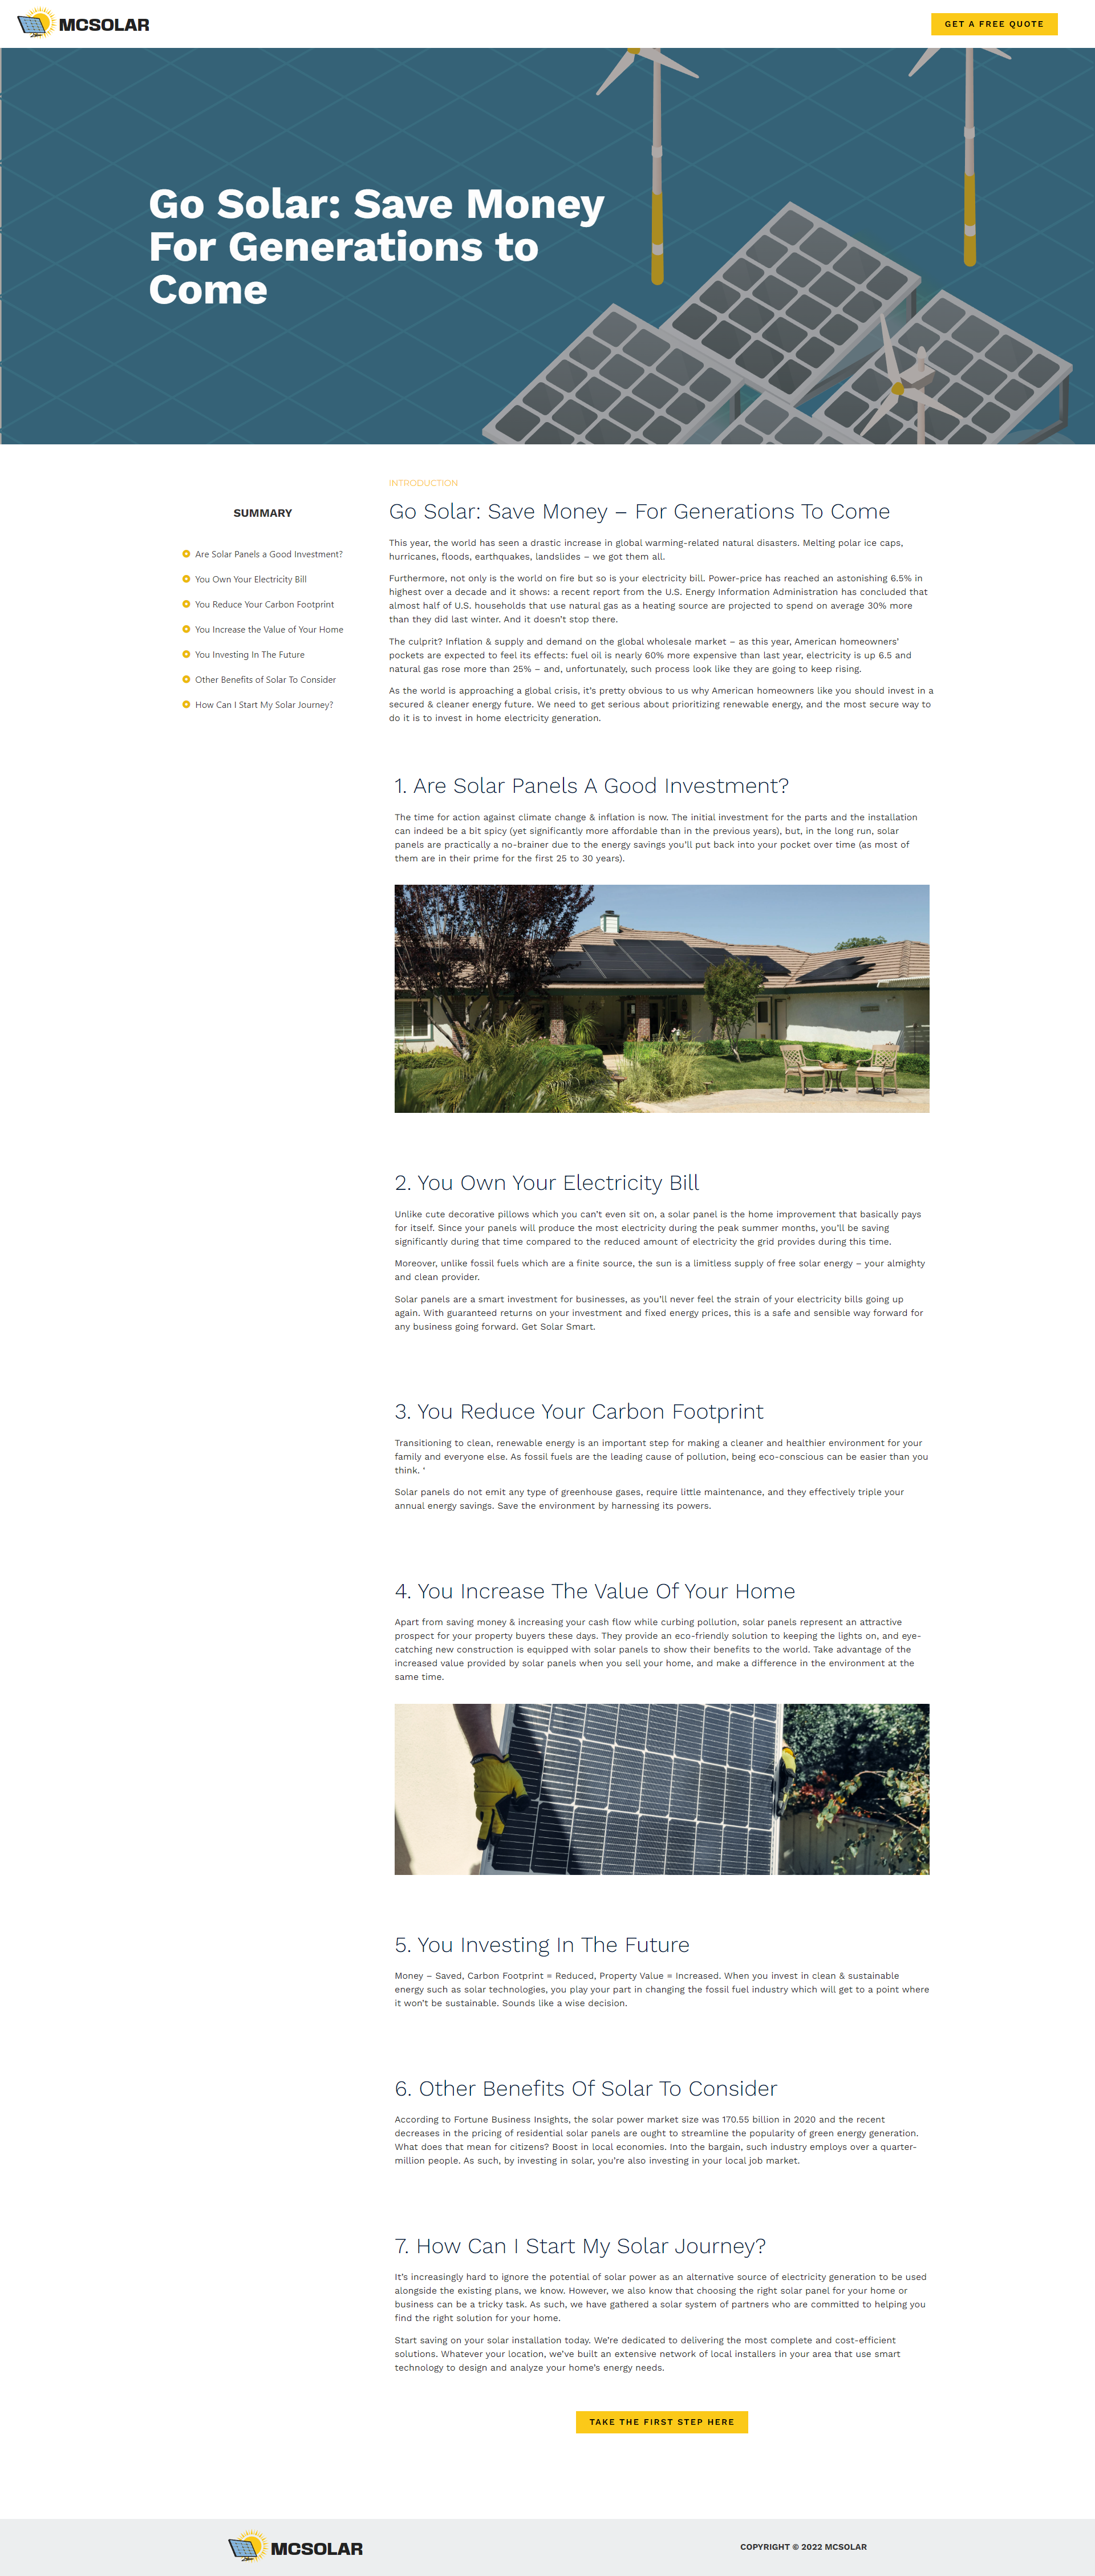 MCSOLAR
GET A FREE QUOTE
Go Solar: Save Money
For Generations to
Come
SUMMARY
Are Solar Panels a Good Investment?
You Own Your Electricity Bill
You Reduce Your Carbon Footprint
You Increase the Value of Your Home
You Investing In The Future
Other Benefits of Solar To Consider
How Can I Start My Solar Journey?
INTRODUCTION
Go Solar: Save Money – For Generations To Come
This year, the world has seen a drastic increase in global warming-related natural disasters. Melting polar ice caps,
hurricanes, floods, earthquakes, landslides – we got them all.
Furthermore, not only is the world on fire but so is your electricity bill. Power-price has reached an astonishing 6.5% in
highest over a decade and it shows: a recent report from the U.S. Energy Information Administration has concluded that
almost half of U.S. households that use natural gas as a heating source are projected to spend on average 30% more
than they did last winter. And it doesn’t stop there.
The culprit? Inflation & supply and demand on the global wholesale market – as this year, American homeowners’
pockets are expected to feel its effects: fuel oil is nearly 60% more expensive than last year, electricity is up 6.5 and
natural gas rose more than 25% – and, unfortunately, such process look like they are going to keep rising.
As the world is approaching a global crisis, it’s pretty obvious to us why American homeowners like you should invest in a
secured & cleaner energy future. We need to get serious about prioritizing renewable energy, and the most secure way to
do it is to invest in home electricity generation.
1. Are Solar Panels A Good Investment?
The time for action against climate change & inflation is now. The initial investment for the parts and the installation
can indeed be a bit spicy (yet significantly more affordable than in the previous years), but, in the long run, solar
panels are practically a no-brainer due to the energy savings you’ll put back into your pocket over time (as most of
them are in their prime for the first 25 to 30 years).
2. You Own Your Electricity Bill
Unlike cute decorative pillows which you can’t even sit on, a solar panel is the home improvement that basically pays
for itself. Since your panels will produce the most electricity during the peak summer months, you’ll be saving
significantly during that time compared to the reduced amount of electricity the grid provides during this time.
Moreover, unlike fossil fuels which are a finite source, the sun is a limitless supply of free solar energy – your almighty
and clean provider.
Solar panels are a smart investment for businesses, as you’ll never feel the strain of your electricity bills going up
again. With guaranteed returns on your investment and fixed energy prices, this is a safe and sensible way forward for
any business going forward. Get Solar Smart.
3. You Reduce Your Carbon Footprint
Transitioning to clean, renewable energy is an important step for making a cleaner and healthier environment for your
family and everyone else. As fossil fuels are the leading cause of pollution, being eco-conscious can be easier than you
think. ‘
Solar panels do not emit any type of greenhouse gases, require little maintenance, and they effectively triple your
annual energy savings. Save the environment by harnessing its powers.
4. You Increase The Value Of Your Home
Apart from saving money & increasing your cash flow while curbing pollution, solar panels represent an attractive
prospect for your property buyers these days. They provide an eco-friendly solution to keeping the lights on, and eye-
catching new construction is equipped with solar panels to show their benefits to the world. Take advantage of the
increased value provided by solar panels when you sell your home, and make a difference in the environment at the
same time.
5. You Investing In The Future
Money – Saved, Carbon Footprint = Reduced, Property Value = Increased. When you invest in clean & sustainable
energy such as solar technologies, you play your part in changing the fossil fuel industry which will get to a point where
it won’t be sustainable. Sounds like a wise decision.
6. Other Benefits Of Solar To Consider
According to Fortune Business Insights, the solar power market size was 170.55 billion in 2020 and the recent
decreases in the pricing of residential solar panels are ought to streamline the popularity of green energy generation.
What does that mean for citizens? Boost in local economies. Into the bargain, such industry employs over a quarter-
million people. As such, by investing in solar, you’re also investing in your local job market.
7. How Can I Start My Solar Journey?
It’s increasingly hard to ignore the potential of solar power as an alternative source of electricity generation to be used
alongside the existing plans, we know. However, we also know that choosing the right solar panel for your home or
business can be a tricky task. As such, we have gathered a solar system of partners who are committed to helping you
find the right solution for your home.
Start saving on your solar installation today. We’re dedicated to delivering the most complete and cost-efficient
solutions. Whatever your location, we’ve built an extensive network of local installers in your area that use smart
technology to design and analyze your home’s energy needs.
TAKE THE FIRST STEP HERE
MCSOLAR
COPYRIGHT © 2022 MCSOLAR